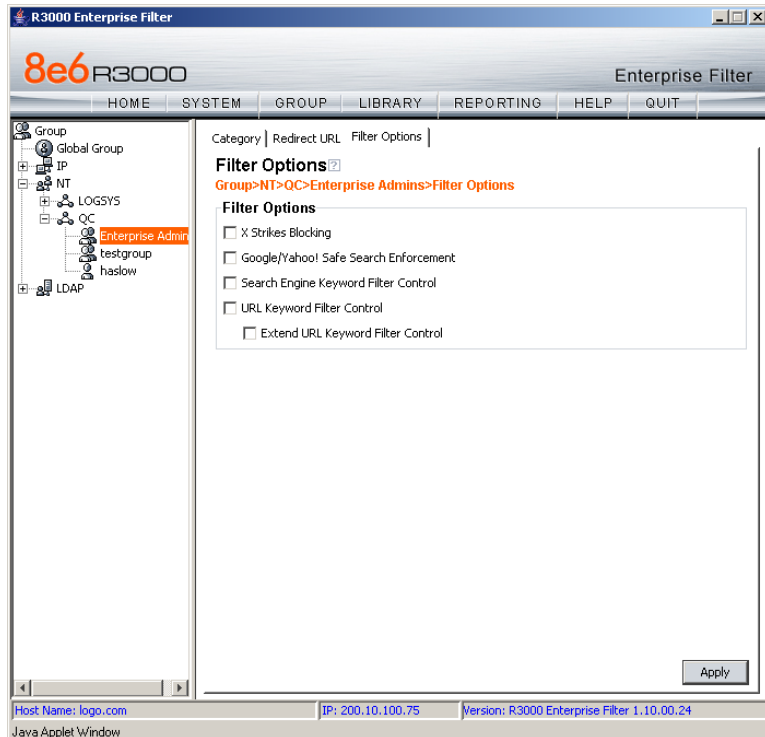 R3000 Enterprise Filter
8e6 R3000
Enterprise Filter
HOME SYSTEM GROUP LIBRARY REPORTING HELP QUIT
Group
Global Group
IP
NT
LOGSYS
QC
Enterprise Admin
testgroup
haslow
LDAP
Category Redirect URL Filter Options
Filter Options?
Group>NT>QC>Enterprise Admins>Filter Options
Filter Options
X Strikes Blocking
Google/Yahoo! Safe Search Enforcement
Search Engine Keyword Filter Control
URL Keyword Filter Control
Extend URL Keyword Filter Control
Apply
Host Name: logo.com IP: 200.10.100.75 Version: R3000 Enterprise Filter 1.10.00.24
Java Applet Window